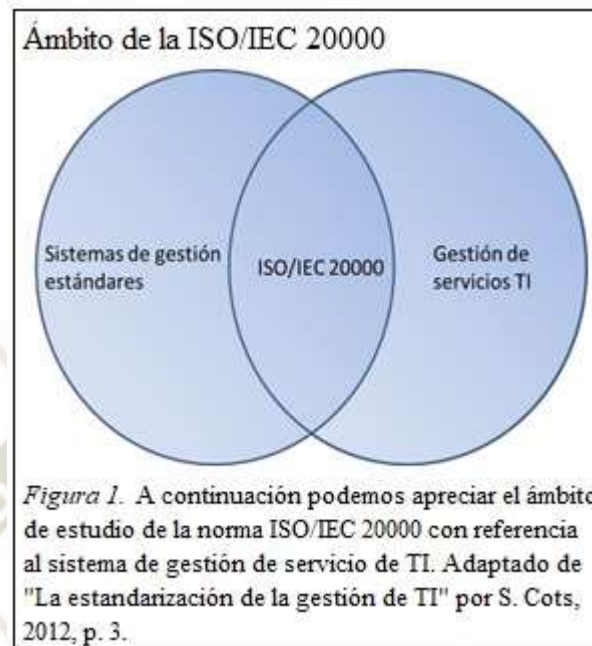 Ámbito de la ISO/IEC 20000
Sistemas de gestión
estándares
ISO/IEC 20000
Gestión de
servicios TI
Figura 1. A continuación podemos apreciar el ámbito
de estudio de la norma ISO/IEC 20000 con referencia
al sistema de gestión de servicio de TI. Adaptado de
"La estandarización de la gestión de TI" por S. Cots,
2012, p. 3.